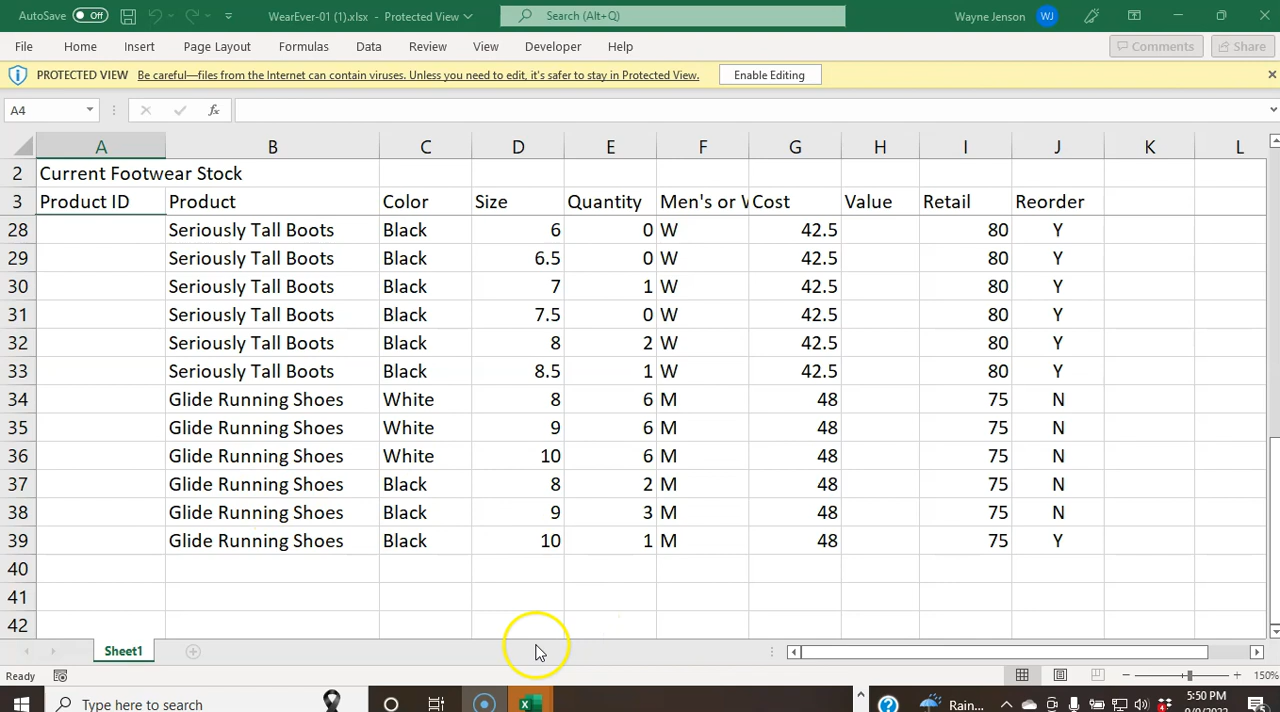 AutoSave Off WearEver-01 (1).xlsx - Protected View Search (Alt+Q) Wayne Jenson WJ
File Home Insert Page Layout Formulas Data Review View Developer Help Comments Share
PROTECTED VIEW Be careful—files from the Internet can contain viruses. Unless you need to edit, it's safer to stay in Protected View. Enable Editing
A4 fx
A B C D E F G H I J K L
2 Current Footwear Stock
3 Product ID Product Color Size Quantity Men's or Cost Value Retail Reorder
28 Seriously Tall Boots Black 6 0 W 42.5 80 Y
29 Seriously Tall Boots Black 6.5 0 W 42.5 80 Y
30 Seriously Tall Boots Black 7 1 W 42.5 80 Y
31 Seriously Tall Boots Black 7.5 0 W 42.5 80 Y
32 Seriously Tall Boots Black 8 2 W 42.5 80 Y
33 Seriously Tall Boots Black 8.5 1 W 42.5 80 Y
34 Glide Running Shoes White 8 6 M 48 75 N
35 Glide Running Shoes White 9 6 M 48 75 N
36 Glide Running Shoes White 10 6 M 48 75 N
37 Glide Running Shoes Black 8 2 M 48 75 N
38 Glide Running Shoes Black 9 3 M 48 75 N
39 Glide Running Shoes Black 10 1 M 48 75 Y
40
41
42
Sheet1
Ready 150%
Type here to search Rain... 5:50 PM